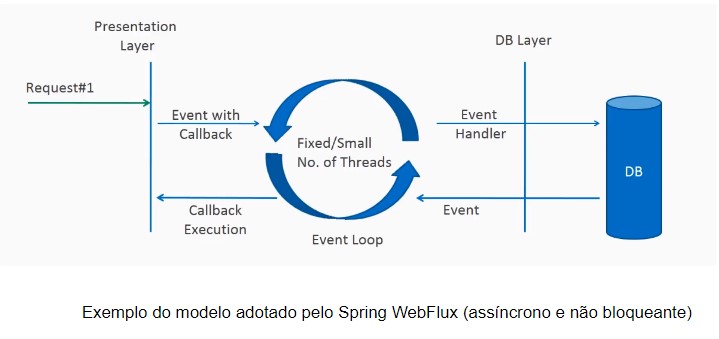 Presentation
Layer
DB Layer
Request#1
Event with
Callback
Fixed/Small
No. of Threads
Event
Handler
DB
Callback
Execution
Event
Event Loop
Exemplo do modelo adotado pelo Spring WebFlux (assíncrono e não bloqueante)